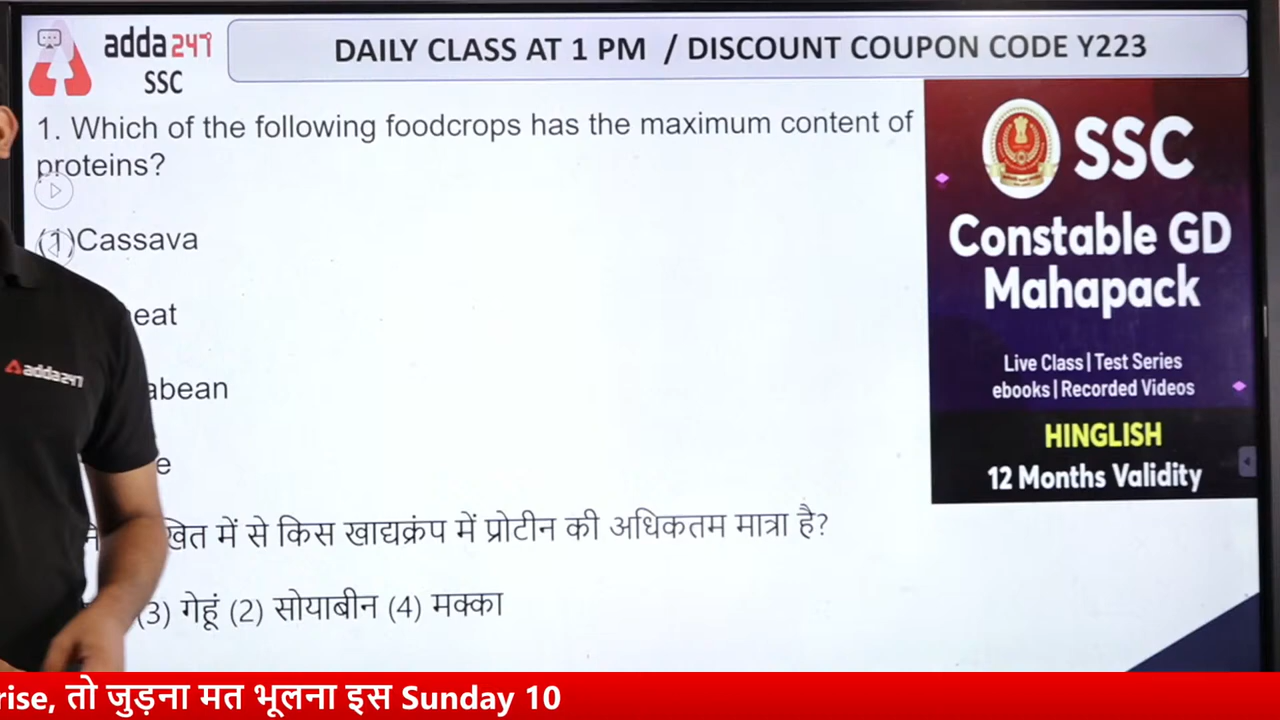 adda247
SSC
DAILY CLASS AT 1 PM / DISCOUNT COUPON CODE Y223
1. Which of the following foodcrops has the maximum content of
proteins?
(1)Cassava
eat
abean
e
खित में से किस खाद्यक्रंप में प्रोटीन की अधिकतम मात्रा है?
(3) गेहूं (2) सोयाबीन (4) मक्का
SSC
Constable GD
Mahapack
Live Class | Test Series
ebooks | Recorded Videos
HINGLISH
12 Months Validity
adda247
rise, तो जुड़ना मत भूलना इस Sunday 10